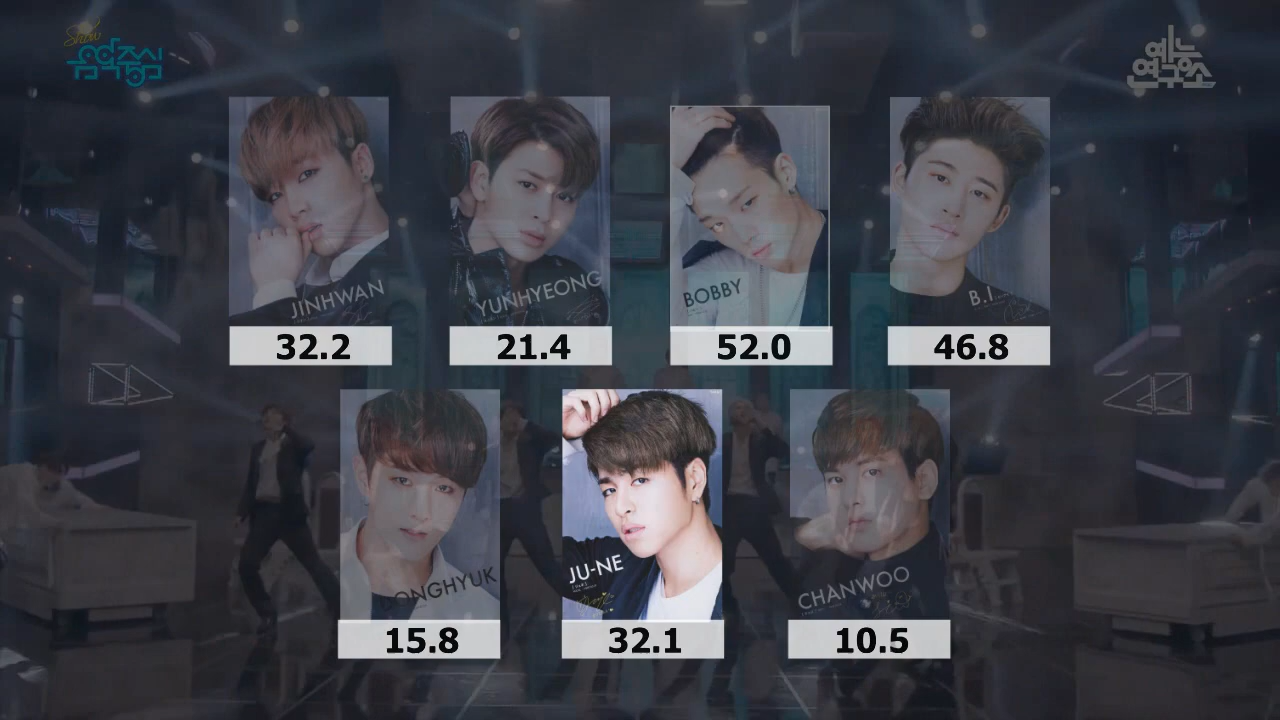 Show
음악중심
예능
연구소
JINHWAN
YUNHYEONG
BOBBY
B.I
32.2
21.4
52.0
46.8
DONGHYUK
JU-NE
CHANWOO
15.8
32.1
10.5